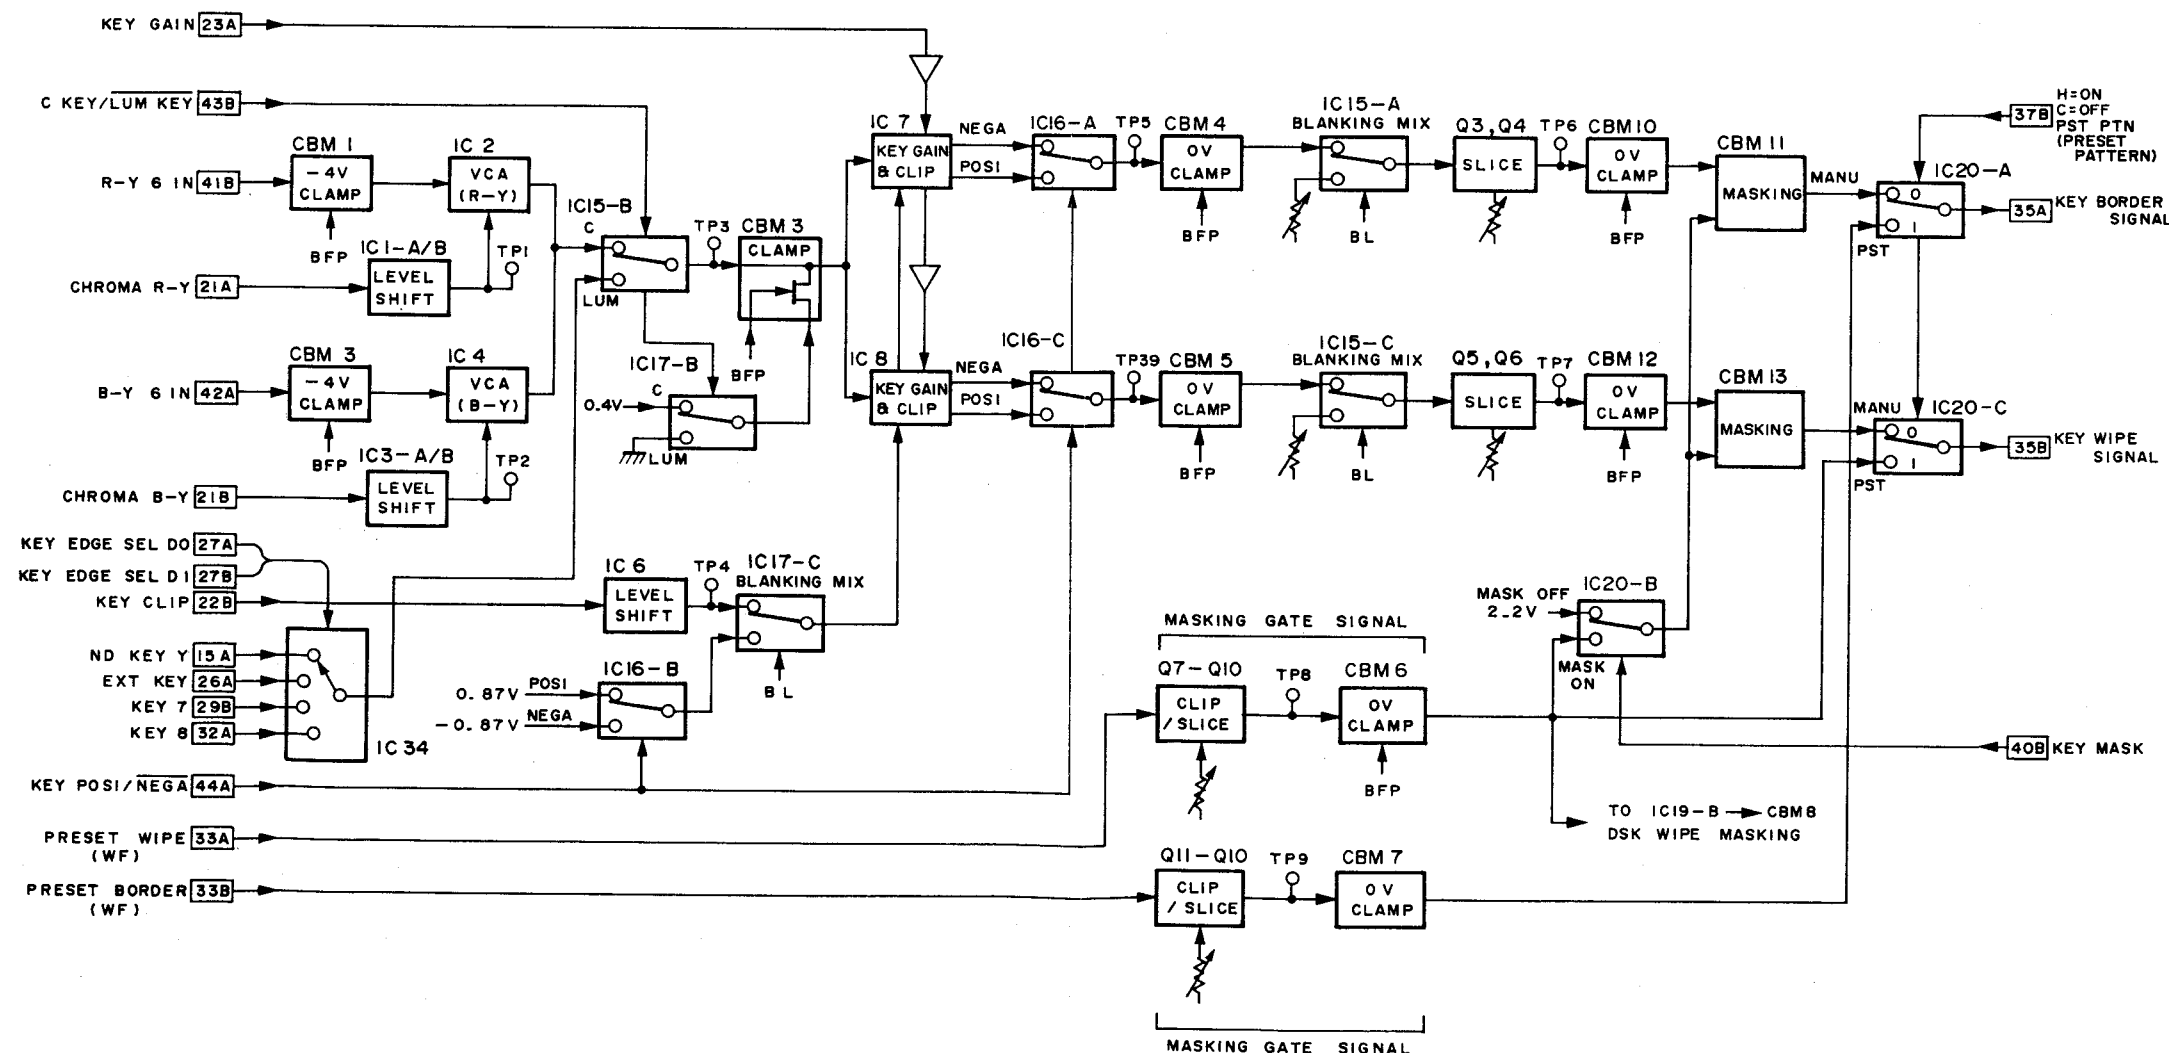 KEY GAIN 23A
C KEY/LUM KEY 43B
R-Y 6 IN 41B
CBM 1
-4V
CLAMP
BFP
IC 2
VCA
(R-Y)
IC1-A/B
LEVEL
SHIFT
TP1
CHROMA R-Y 21A
B-Y 6 IN 42A
CBM 3
-4V
CLAMP
BFP
IC 4
VCA
(B-Y)
IC3-A/B
LEVEL
SHIFT
TP2
CHROMA B-Y 21B
KEY EDGE SEL D0 27A
KEY EDGE SEL D1 27B
KEY CLIP 22B
ND KEY Y 15A
EXT KEY 26A
KEY 7 29B
KEY 8 32A
IC34
KEY POSI/NEGA 44A
PRESET WIPE 33A
(WF)
PRESET BORDER 33B
(WF)
IC15-B
C
LUM
TP3
CBM 3
CLAMP
BFP
IC17-B
C
0.4V
LUM
IC 6
LEVEL
SHIFT
TP4
IC17-C
BLANKING MIX
BL
IC16-B
0.87V POSI
-0.87V NEGA
IC 7
KEY GAIN
& CLIP
NEGA
POSI
IC16-A
TP5
CBM 4
0V
CLAMP
BFP
IC15-A
BLANKING MIX
BL
Q3,Q4
SLICE
TP6
CBM10
0V
CLAMP
BFP
CBM 11
MASKING
MANU
IC20-A
0
1
PST
37B
H=ON
C=OFF
PST PTN
(PRESET
PATTERN)
35A KEY BORDER
SIGNAL
IC 8
KEY GAIN
& CLIP
NEGA
POSI
IC16-C
TP39
CBM 5
0V
CLAMP
BFP
IC15-C
BLANKING MIX
BL
Q5,Q6
SLICE
TP7
CBM12
0V
CLAMP
BFP
CBM13
MASKING
MANU
IC20-C
0
1
PST
35B KEY WIPE
SIGNAL
MASK OFF
2.2V
IC20-B
MASK
ON
40B KEY MASK
MASKING GATE SIGNAL
Q7-Q10
CLIP
/SLICE
TP8
CBM 6
0V
CLAMP
BFP
TO IC19-B → CBM8
DSK WIPE MASKING
Q11-Q10
CLIP
/SLICE
TP9
CBM 7
0V
CLAMP
MASKING GATE SIGNAL